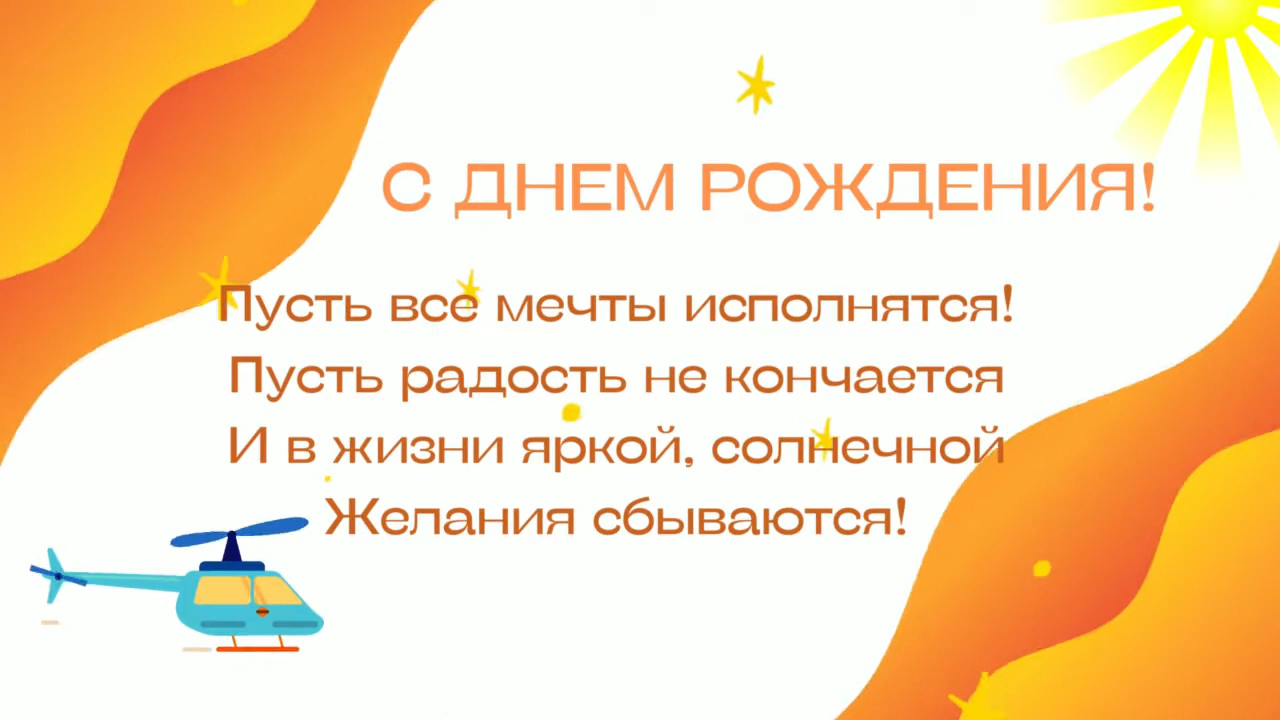 С ДНЕМ РОЖДЕНИЯ!
Пусть все мечты исполнятся!
Пусть радость не кончается
И в жизни яркой, солнечной
Желания сбываются!